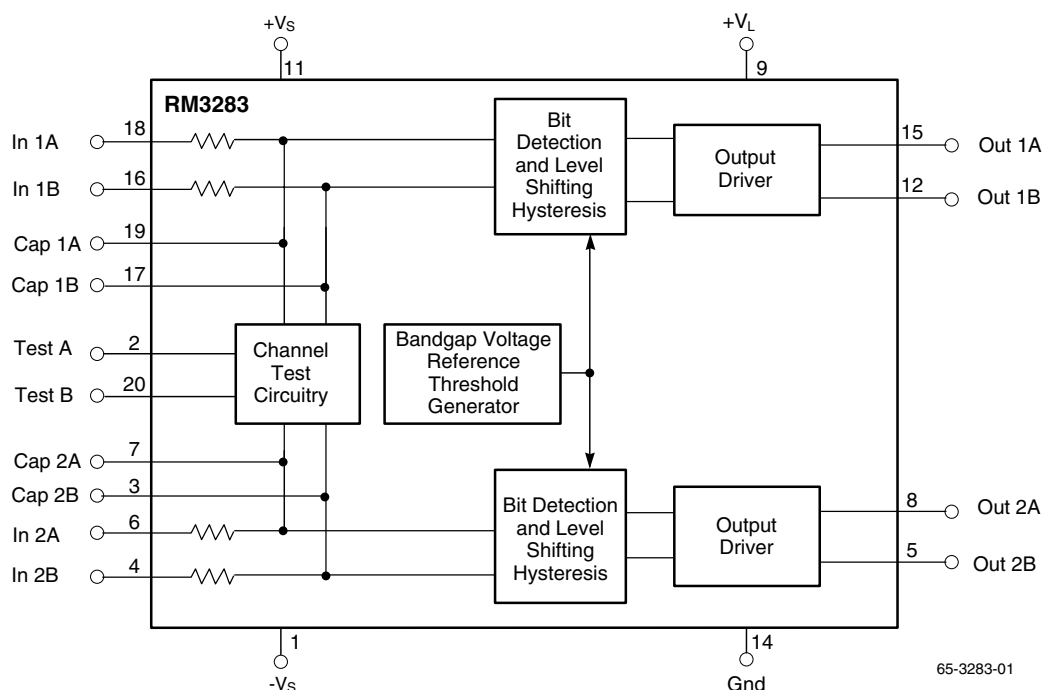 +VS
11
+VL
9
RM3283
In 1A
18
In 1B
16
Cap 1A
19
Cap 1B
17
Test A
2
Test B
20
Cap 2A
7
Cap 2B
3
In 2A
6
In 2B
4
Channel
Test
Circuitry
Bandgap Voltage
Reference
Threshold
Generator
Bit
Detection
and Level
Shifting
Hysteresis
Output
Driver
15
Out 1A
12
Out 1B
Bit Detection
and Level
Shifting
Hysteresis
Output
Driver
8
Out 2A
5
Out 2B
1
-VS
14
Gnd
65-3283-01